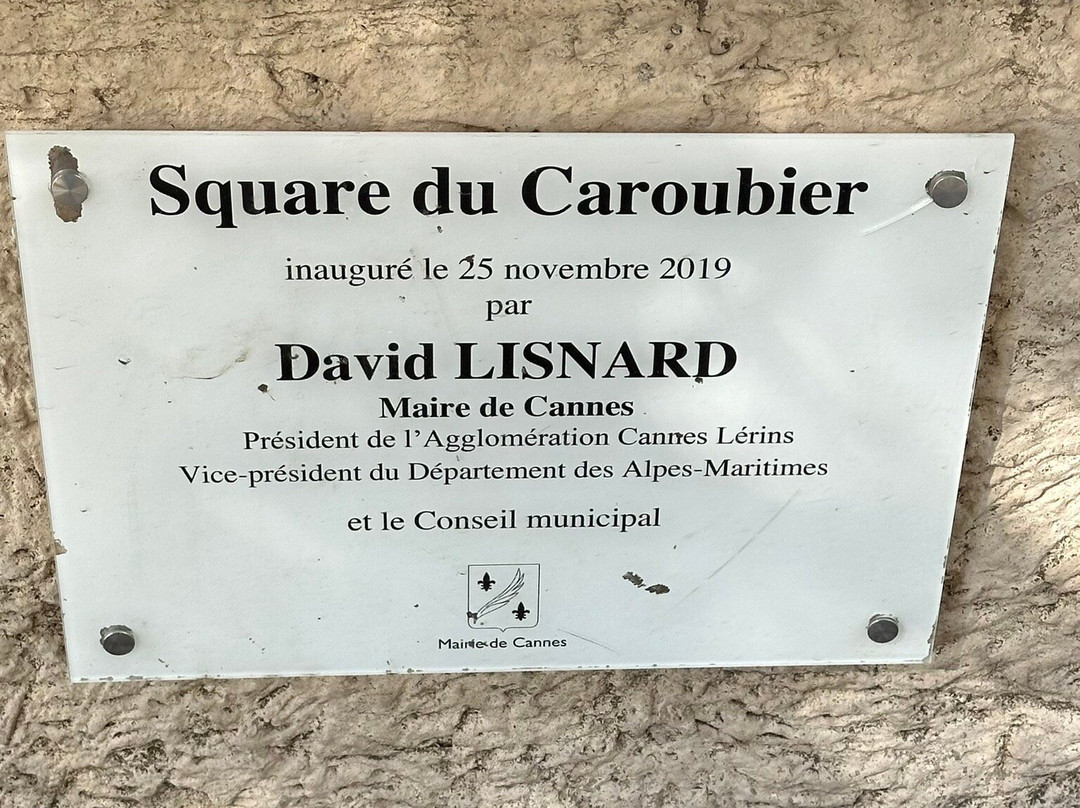 Square du Caroubier
inauguré le 25 novembre 2019
par
David LISNARD
Maire de Cannes
Président de l'Agglomération Cannes Lérins
Vice-président du Département des Alpes-Maritimes
et le Conseil municipal
Mairie de Cannes